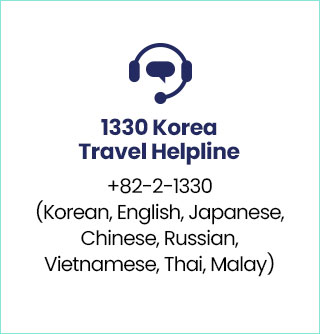 1330 Korea
Travel Helpline
+82-2-1330
(Korean, English, Japanese,
Chinese, Russian,
Vietnamese, Thai, Malay)